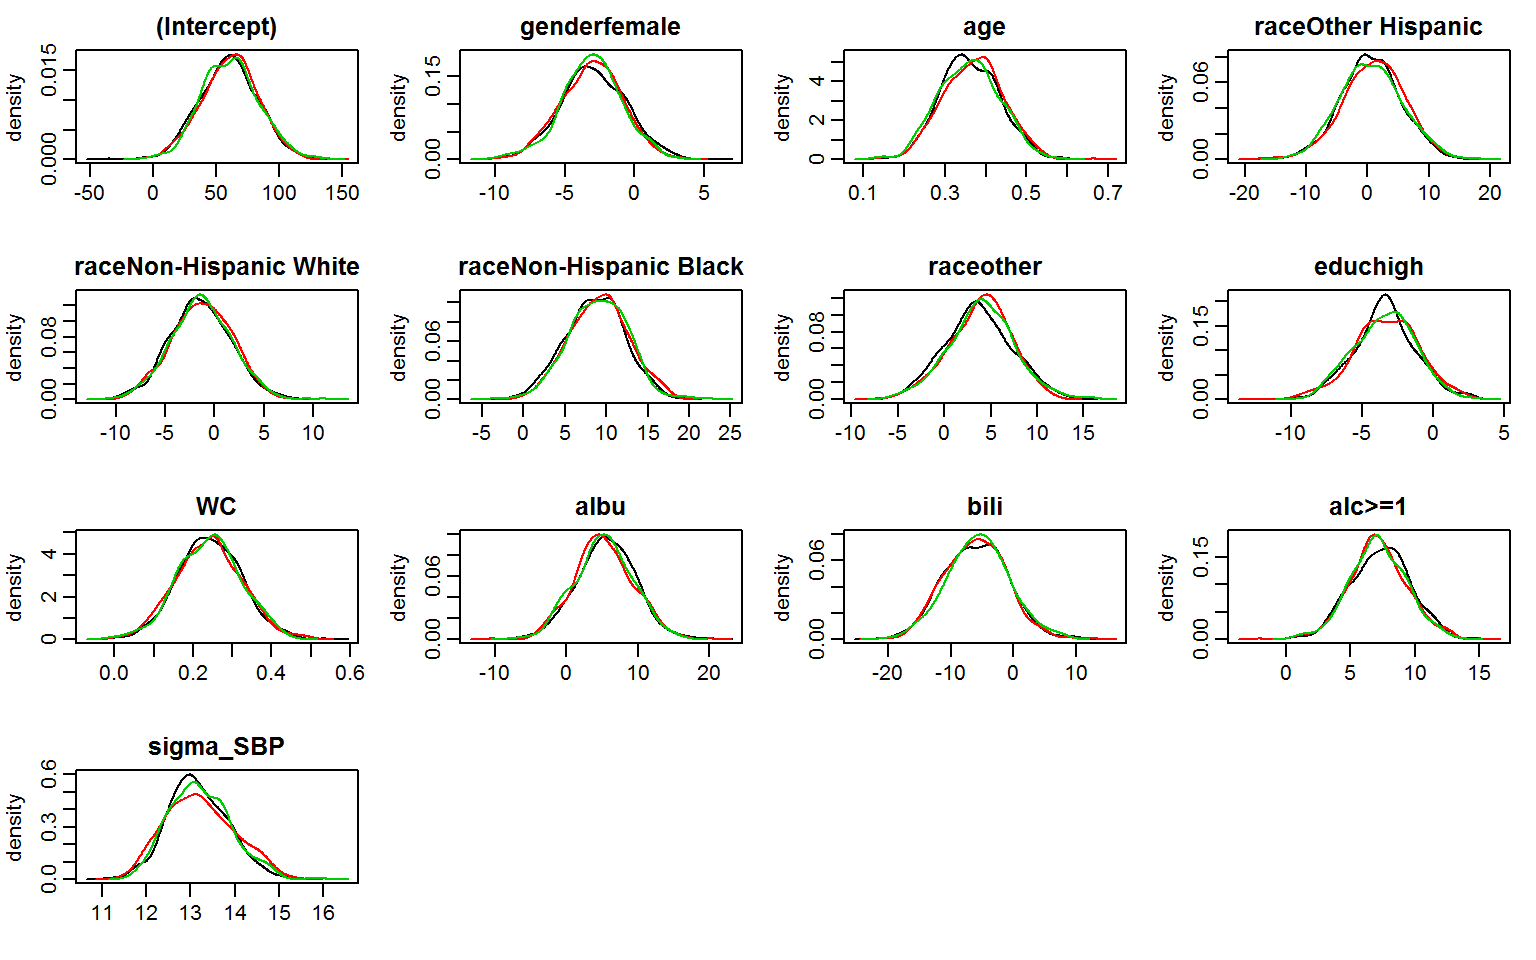 (Intercept) genderfemale age raceOther Hispanic
density 0.000 0.015 density 0.00 0.15 density 0 2 4 density 0.00 0.06
-50 0 50 100 150 -10 -5 0 5 0.1 0.3 0.5 0.7 -20 -10 0 10 20
raceNon-Hispanic White raceNon-Hispanic Black raceother educhigh
density 0.00 0.08 density 0.00 0.06 density 0.00 0.08 density 0.00 0.15
-10 -5 0 5 10 -5 0 5 10 15 20 25 -10 -5 0 5 10 15 -10 -5 0 5
WC albu bili alc>=1
density 0 2 4 density 0.00 0.06 density 0.00 0.06 density 0.00 0.15
0.0 0.2 0.4 0.6 -10 0 10 20 -20 -10 0 10 0 5 10 15
sigma_SBP
density 0.0 0.3 0.6
11 12 13 14 15 16